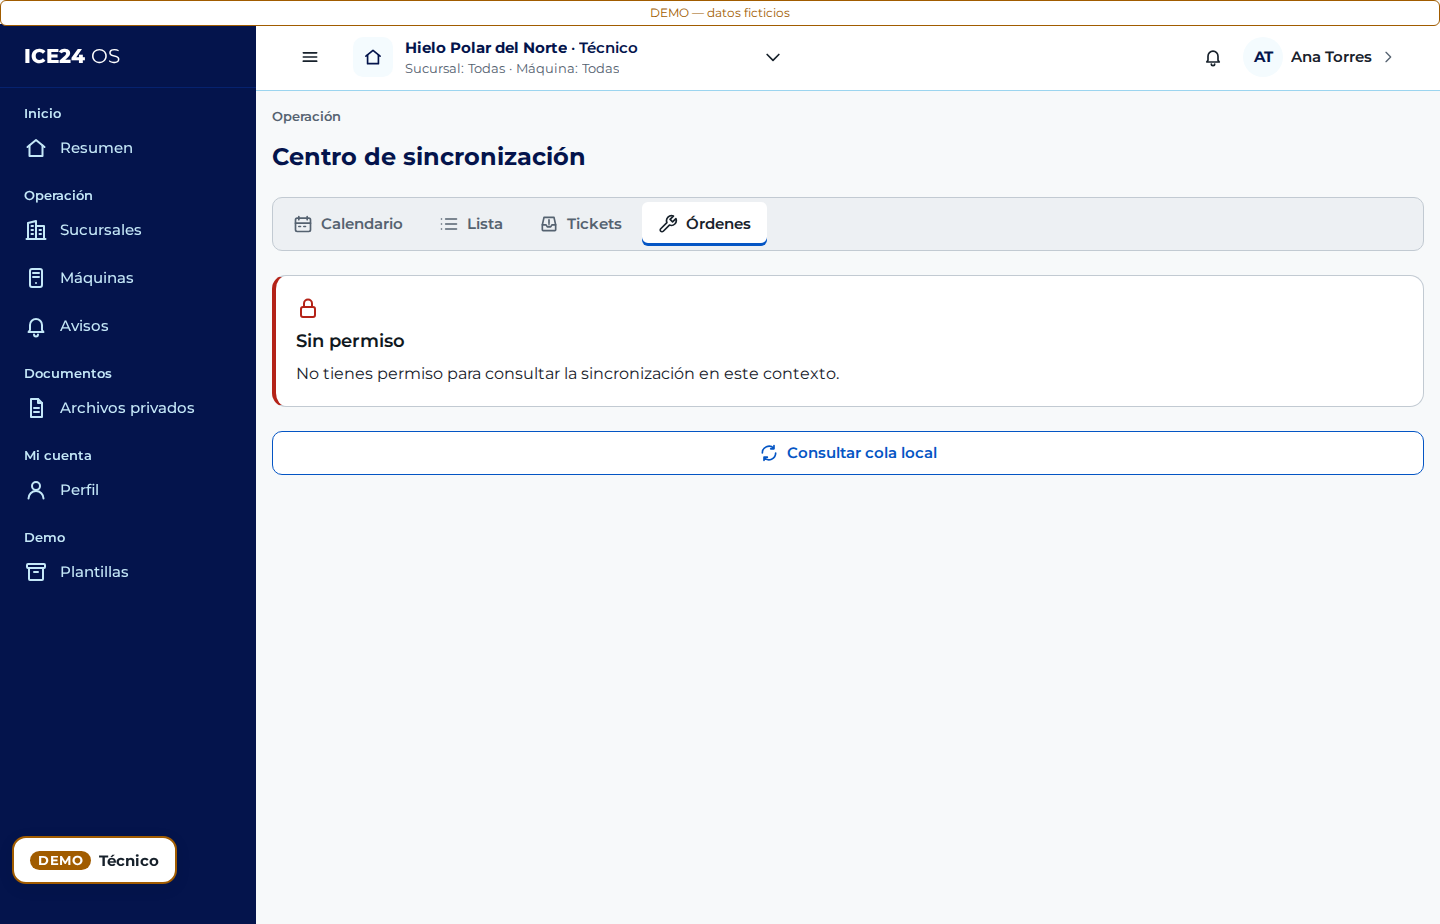 DEMO — datos ficticios
ICE24 OS
Hielo Polar del Norte · Técnico
Sucursal: Todas · Máquina: Todas
AT
Ana Torres
Inicio
Resumen
Operación
Sucursales
Máquinas
Avisos
Documentos
Archivos privados
Mi cuenta
Perfil
Demo
Plantillas
DEMO Técnico
Operación
Centro de sincronización
Calendario
Lista
Tickets
Órdenes
Sin permiso
No tienes permiso para consultar la sincronización en este contexto.
Consultar cola local